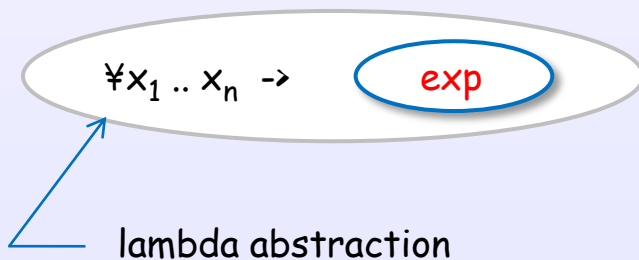 ¥x₁ .. xₙ -> exp
lambda abstraction